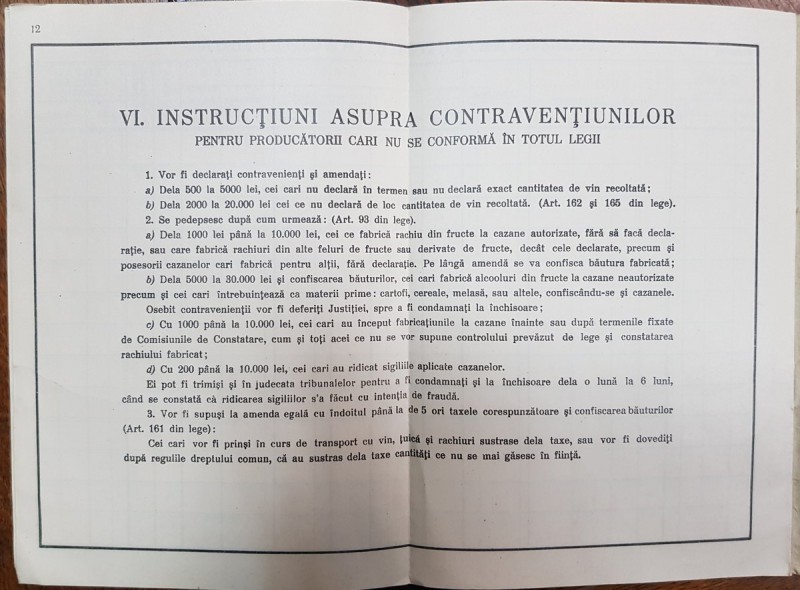 12
VI. INSTRUCŢIUNI ASUPRA CONTRAVENŢIUNILOR
PENTRU PRODUCĂTORII CARI NU SE CONFORMĂ ÎN TOTUL LEGII
1. Vor fi declaraţi contravenienţi şi amendaţi:
a) Dela 500 la 5000 lei, cei cari nu declară în termen sau nu declară exact cantitatea de vin recoltată;
b) Dela 2000 la 20.000 lei cei ce nu declară de loc cantitatea de vin recoltată. (Art. 162 şi 165 din lege).
2. Se pedepsesc după cum urmează: (Art. 93 din lege).
a) Dela 1000 lei până la 10.000 lei, cei ce fabrică rachiu din fructe la cazane autorizate, fără să facă decla-
raţie, sau care fabrică rachiuri din alte feluri de fructe sau derivate de fructe, decât cele declarate, precum şi
posesorii cazanelor cari fabrică pentru alţii, fără declaraţie. Pe lângă amendă se va confisca băutura fabricată;
b) Dela 5000 la 30.000 lei şi confiscarea băuturilor, cei cari fabrică alcooluri din fructe la cazane neautorizate
precum şi cei cari întrebuinţează ca materii prime: cartofi, cereale, melasă, sau altele, confiscându-se şi cazanele.
Osebit contravenienţii vor fi deferiţi Justiţiei, spre a fi condamnaţi la închisoare;
c) Cu 1000 până la 10.000 lei, cei cari au început fabricaţiunile la cazane înainte sau după termenile fixate
de Comisiunile de Constatare, cum şi toţi acei ce nu se vor supune controlului prevăzut de lege şi constatarea
rachiului fabricat;
d) Cu 200 până la 10.000 lei, cei cari au ridicat sigiliile aplicate cazanelor.
Ei pot fi trimişi şi în judecata tribunalelor pentru a fi condamnaţi şi la închisoare dela o lună la 6 luni,
când se constată că ridicarea sigiliilor s'a făcut cu intenţia de fraudă.
3. Vor fi supuşi la amenda egală cu îndoitul până la de 5 ori taxele corespunzătoare şi confiscarea băuturilor
(Art. 161 din lege):
Cei cari vor fi prinşi în curs de transport cu vin, ţuică şi rachiuri sustrase dela taxe, sau vor fi dovediţi
după regulile dreptului comun, că au sustras dela taxe cantităţi ce nu se mai găsesc în fiinţă.